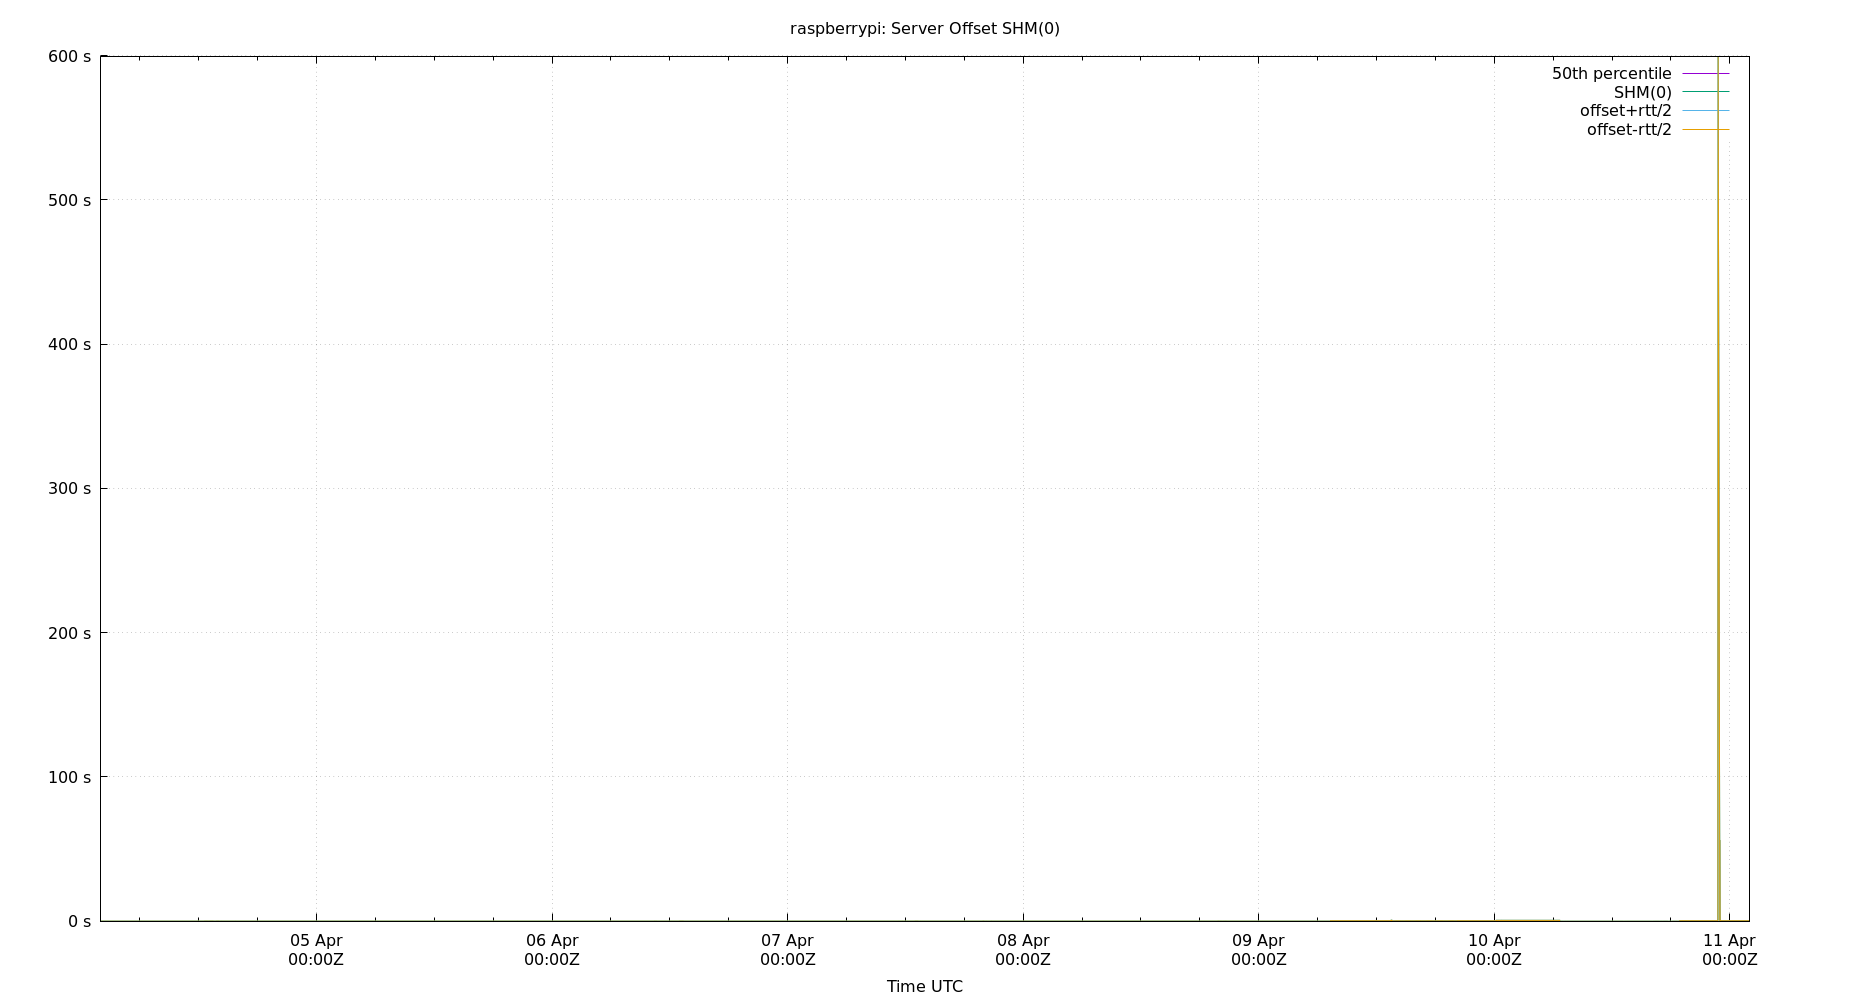 raspberrypi: Server Offset SHM(0)
600 s
500 s
400 s
300 s
200 s
100 s
0 s
50th percentile
SHM(0)
offset+rtt/2
offset-rtt/2
05 Apr 06 Apr 07 Apr 08 Apr 09 Apr 10 Apr 11 Apr
00:00Z 00:00Z 00:00Z 00:00Z 00:00Z 00:00Z 00:00Z
Time UTC